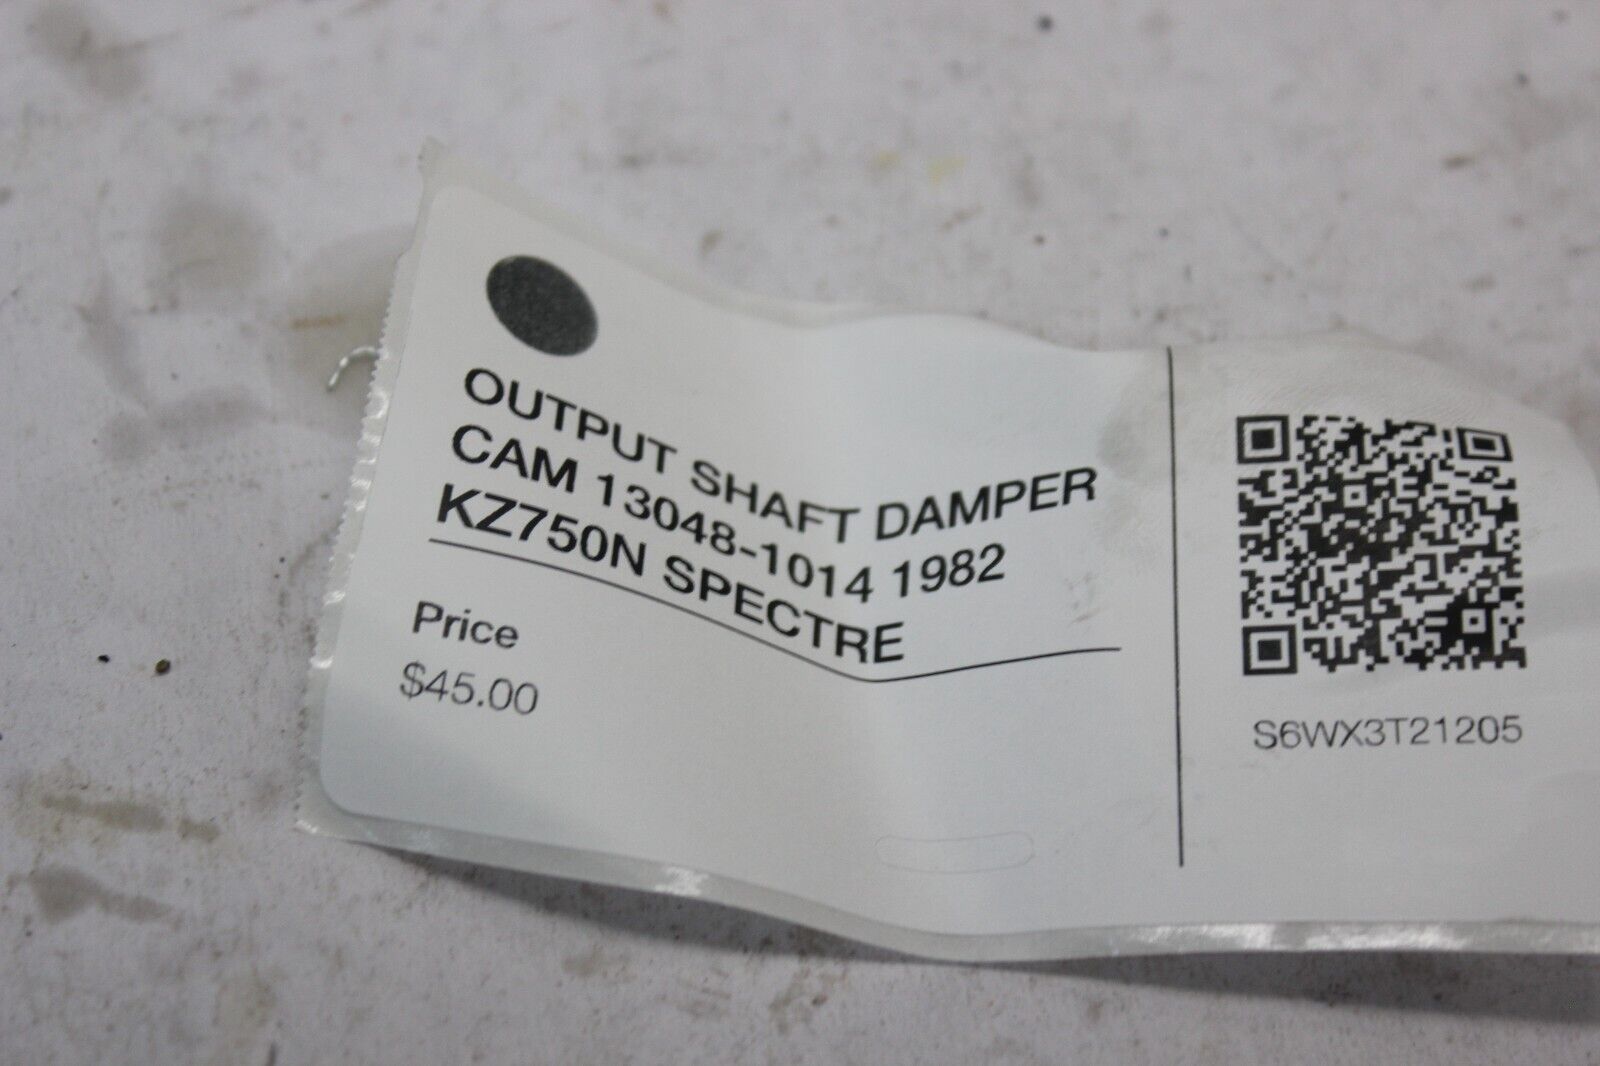 OUTPUT SHAFT DAMPER
CAM 13048-1014 1982
KZ750N SPECTRE
Price
$45.00
S6WX3T21205